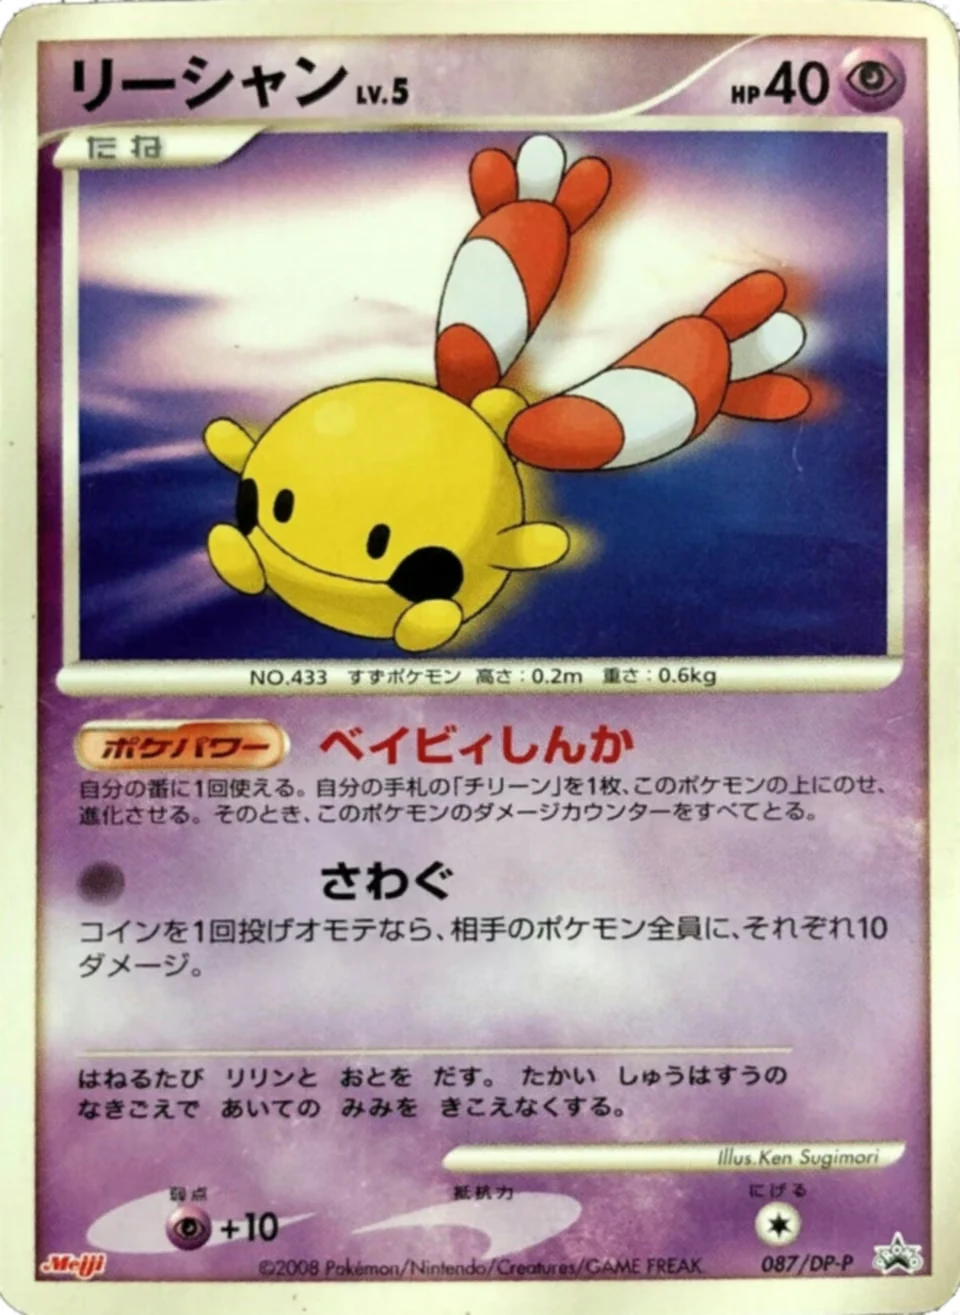 リーシャン LV.5
HP 40
たね
NO.433 すずポケモン 高さ：0.2m 重さ：0.6kg
ポケパワー ベイビィしんか
自分の番に1回使える。自分の手札の「チリーン」を1枚、このポケモンの上にのせ、
進化させる。そのとき、このポケモンのダメージカウンターをすべてとる。
さわぐ
コインを1回投げオモテなら、相手のポケモン全員に、それぞれ10
ダメージ。
はねるたび リリンと おとを だす。 たかい しゅうはすうの
なきごえで あいての みみを きこえなくする。
Illus.Ken Sugimori
弱点 抵抗力 にげる
+10
Meiji ©2008 Pokémon/Nintendo/Creatures/GAME FREAK. 087/DP-P PROMO